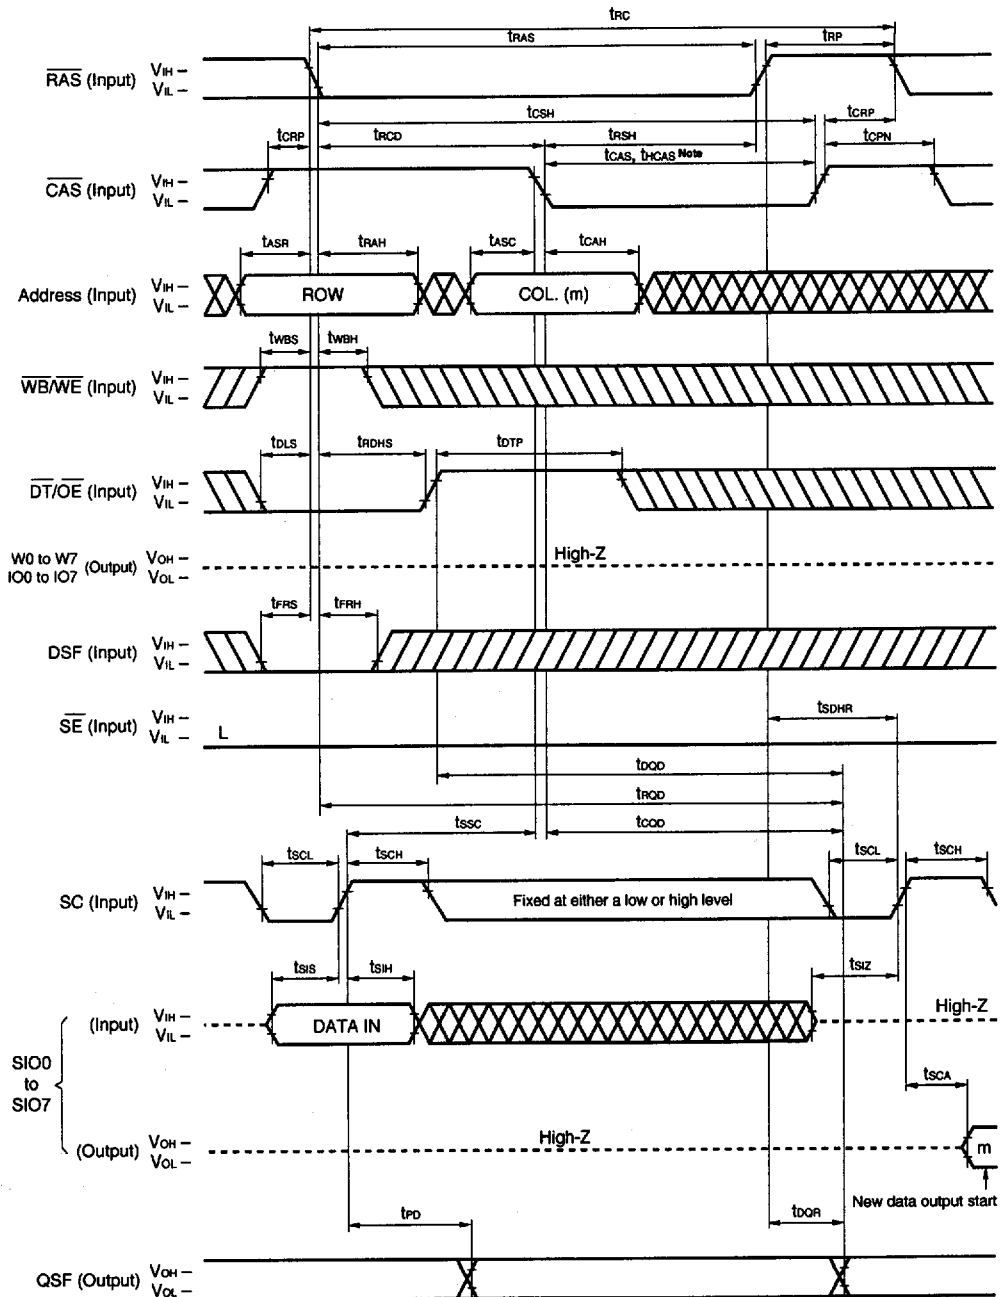 tRC
tRAS tRP
RAS (Input) VIH VIL
tCSH tCRP
tCRP tRCD tRSH tCPN
tCAS, tHCAS Note
CAS (Input) VIH VIL
tASR tRAH tASC tCAH
Address (Input) VIH VIL ROW COL. (m)
tWBS tWBH
WB/WE (Input) VIH VIL
tDLS tRDHS tDTP
DT/OE (Input) VIH VIL
W0 to W7
IO0 to IO7 (Output) VOH VOL High-Z
tFRS tFRH
DSF (Input) VIH VIL
tSDHR
SE (Input) VIH VIL L
tDQD
tRQD
tSSC tCQD
tSCL tSCH tSCL tSCH
SC (Input) VIH VIL Fixed at either a low or high level
tSIS tSIH tSIZ
(Input) VIH VIL DATA IN High-Z
SIO0
to
SIO7
tSCA
(Output) VOH VOL High-Z m
New data output start
tPD tDQR
QSF (Output) VOH VOL